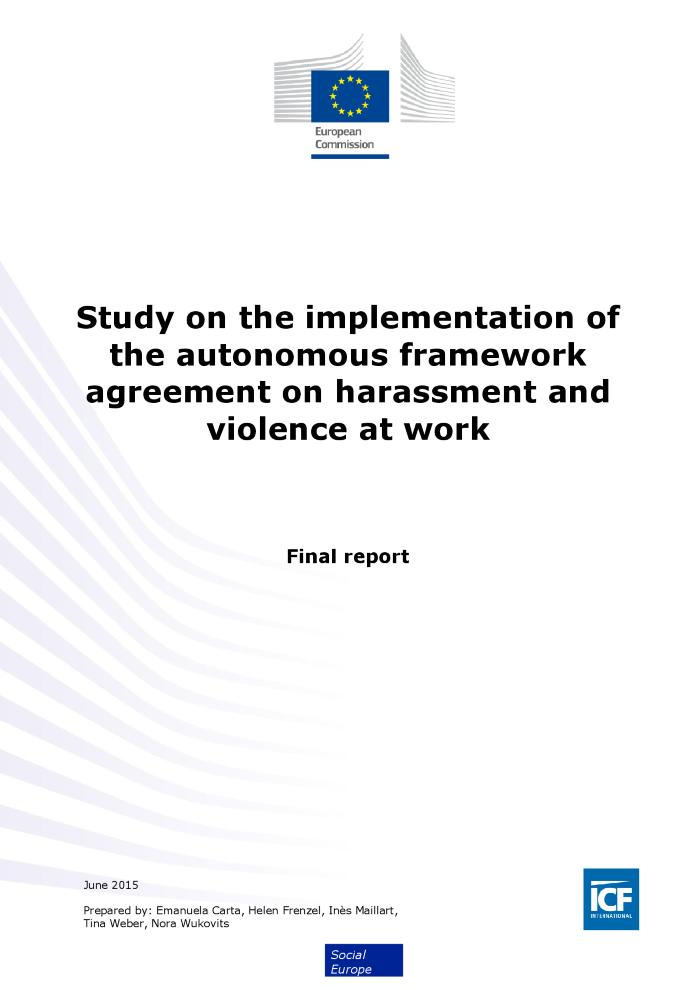 European
Commission
Study on the implementation of
the autonomous framework
agreement on harassment and
violence at work
Final report
June 2015
Prepared by: Emanuela Carta, Helen Frenzel, Inès Maillart,
Tina Weber, Nora Wukovits
ICF
INTERNATIONAL
Social
Europe